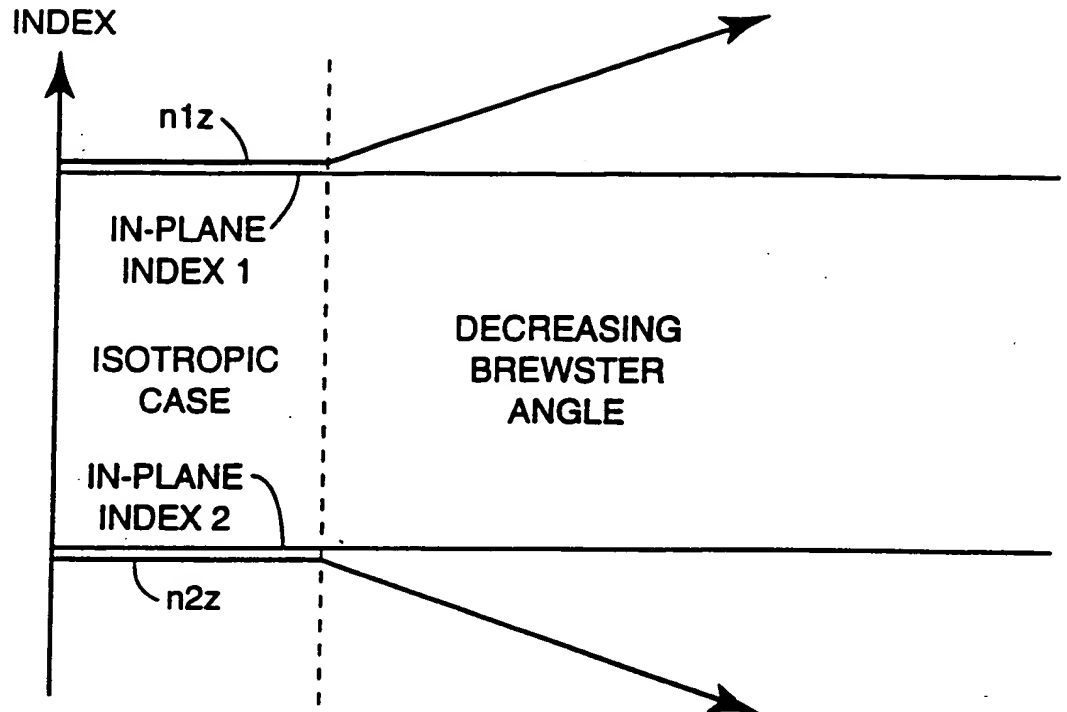 INDEX
n1z
IN-PLANE
INDEX 1
ISOTROPIC
CASE
DECREASING
BREWSTER
ANGLE
IN-PLANE
INDEX 2
n2z